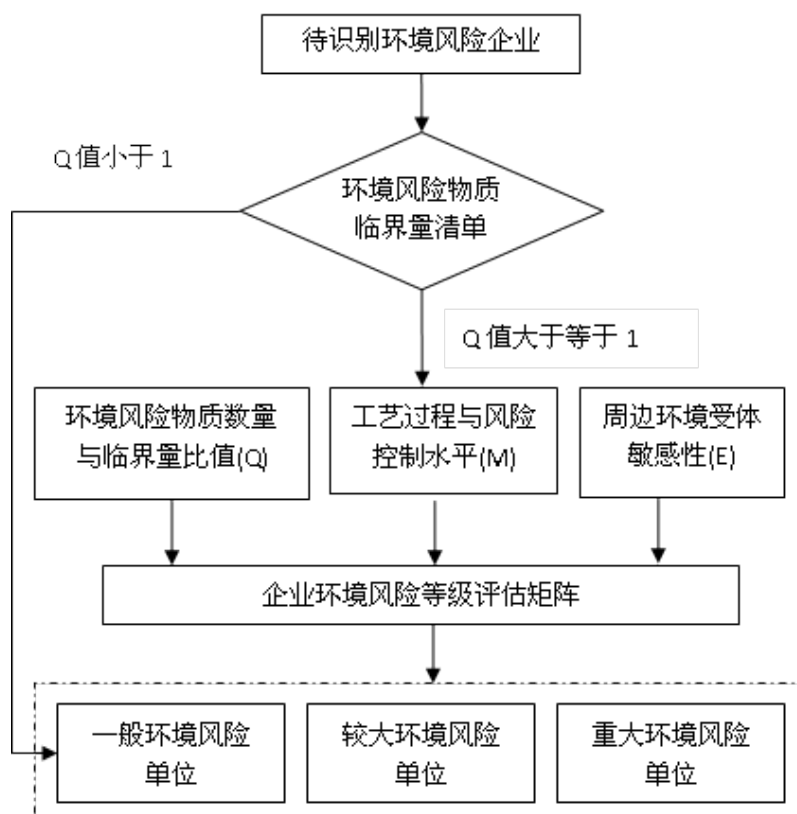 待识别环境风险企业
Q值小于1
环境风险物质
临界量清单
Q值大于等于1
环境风险物质数量
与临界量比值(Q)
工艺过程与风险
控制水平(M)
周边环境受体
敏感性(E)
企业环境风险等级评估矩阵
一般环境风险
单位
较大环境风险
单位
重大环境风险
单位